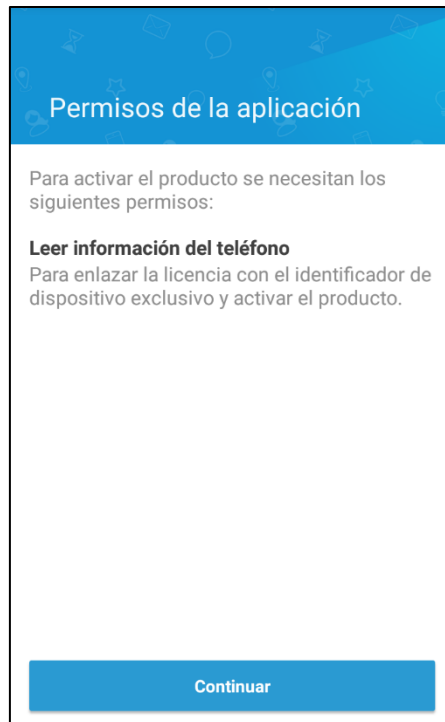 Permisos de la aplicación
Para activar el producto se necesitan los
siguientes permisos:
Leer información del teléfono
Para enlazar la licencia con el identificador de
dispositivo exclusivo y activar el producto.
Continuar